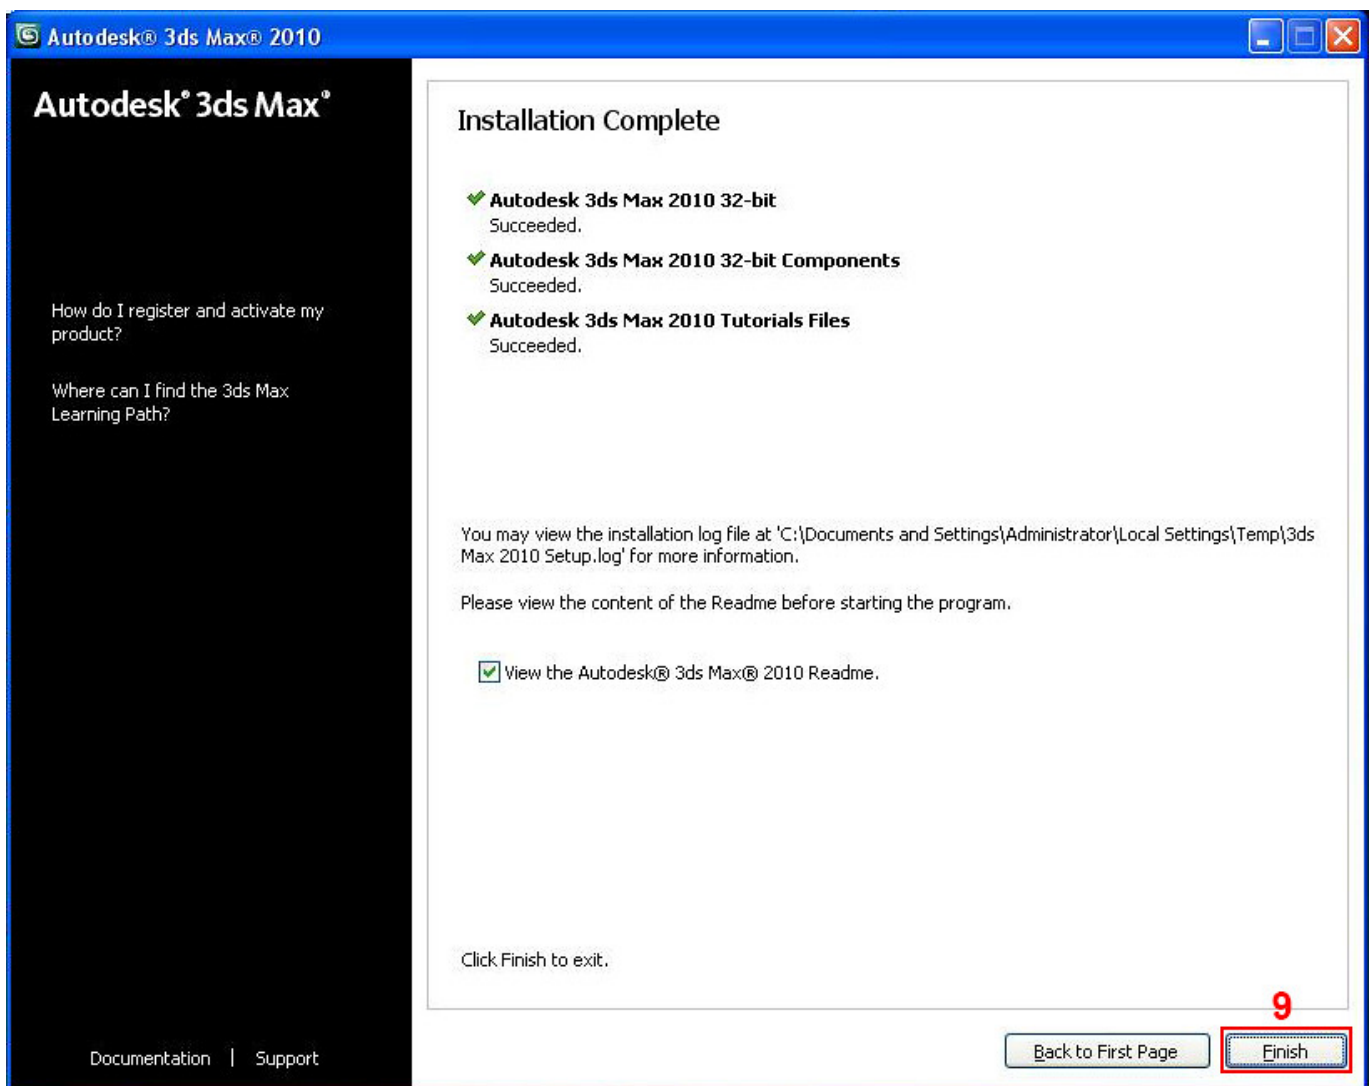 Autodesk® 3ds Max® 2010
Autodesk® 3ds Max®
How do I register and activate my
product?
Where can I find the 3ds Max
Learning Path?
Documentation | Support
Installation Complete
Autodesk 3ds Max 2010 32-bit
Succeeded.
Autodesk 3ds Max 2010 32-bit Components
Succeeded.
Autodesk 3ds Max 2010 Tutorials Files
Succeeded.
You may view the installation log file at 'C:\Documents and Settings\Administrator\Local Settings\Temp\3ds
Max 2010 Setup.log' for more information.
Please view the content of the Readme before starting the program.
View the Autodesk® 3ds Max® 2010 Readme.
Click Finish to exit.
9
Back to First Page
Finish